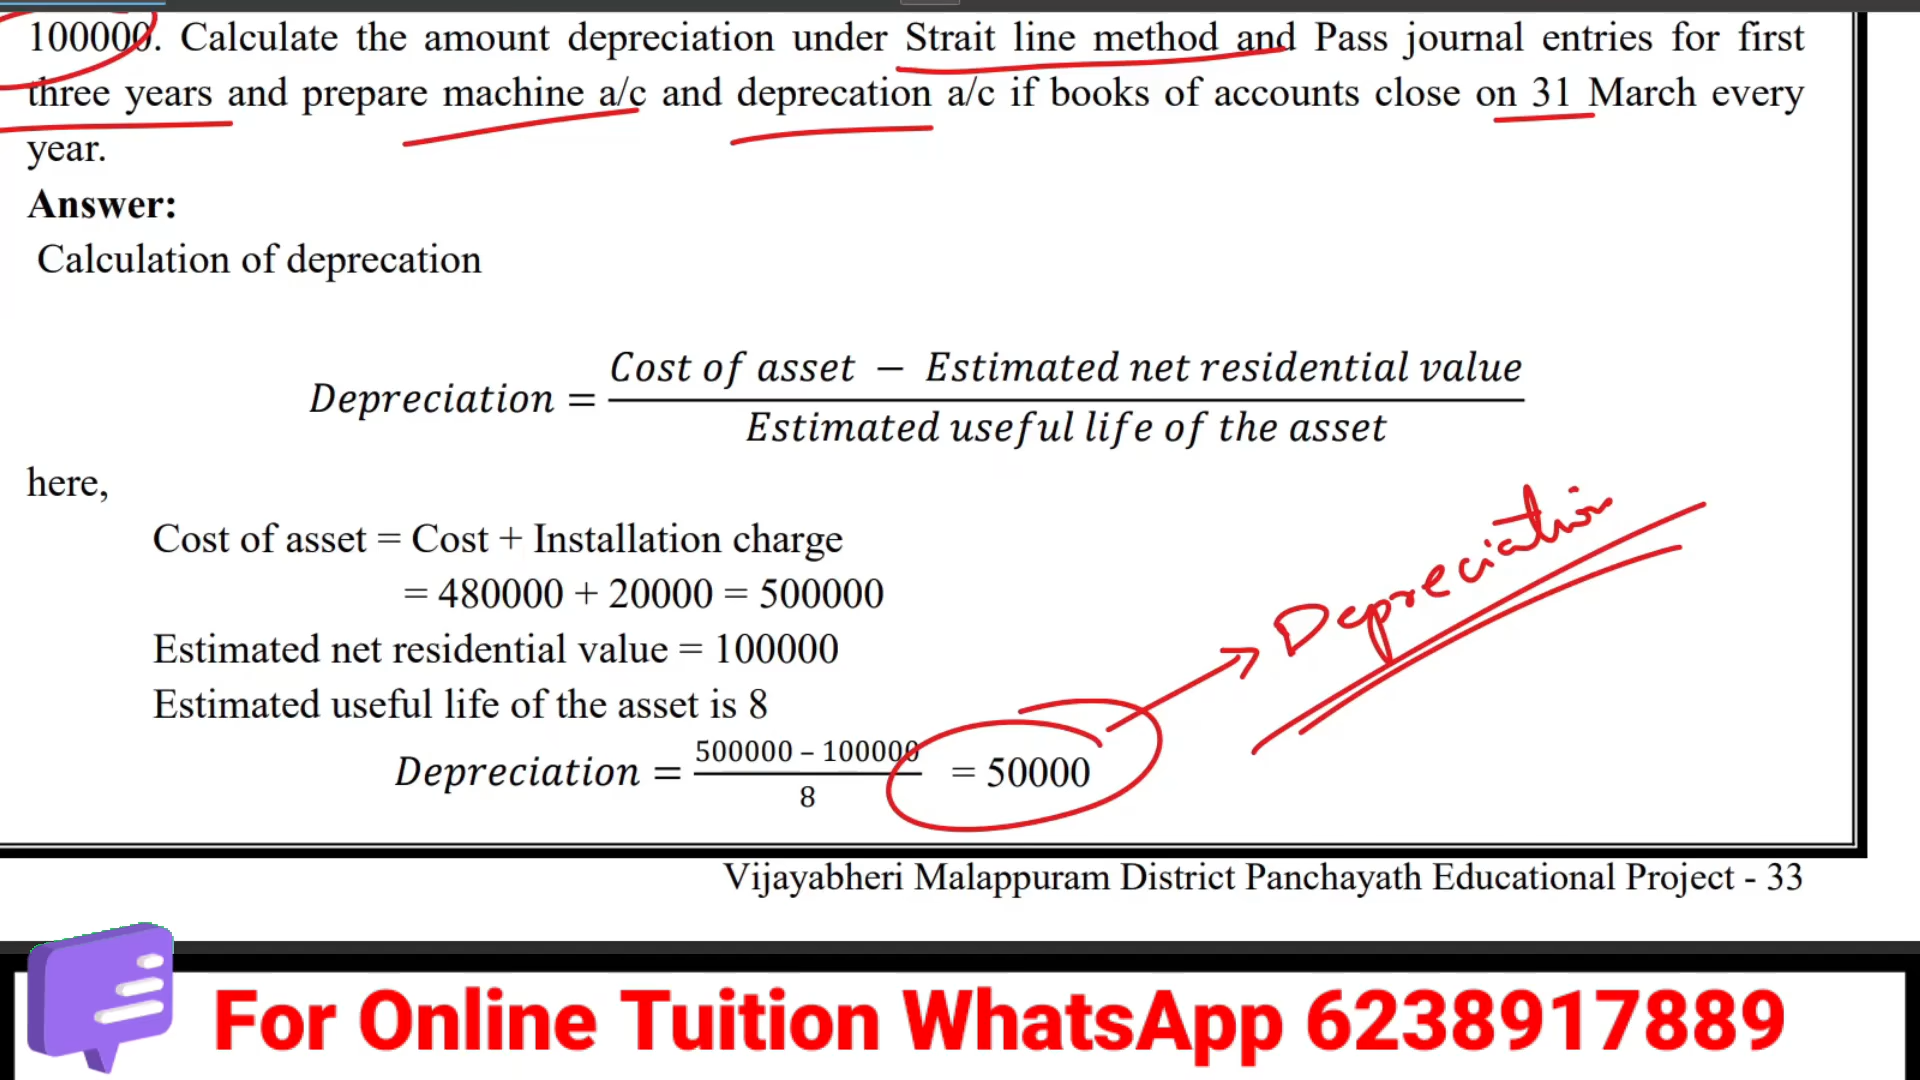 100000. Calculate the amount depreciation under Strait line method and Pass journal entries for first
three years and prepare machine a/c and deprecation a/c if books of accounts close on 31 March every
year.
Answer:
Calculation of deprecation
Depreciation = Cost of asset − Estimated net residential value
Estimated useful life of the asset
here,
Cost of asset = Cost + Installation charge
= 480000 + 20000 = 500000
Estimated net residential value = 100000
Estimated useful life of the asset is 8
Depreciation = 500000 – 100000 = 50000
8
Depreciation
Vijayabheri Malappuram District Panchayath Educational Project - 33
For Online Tuition WhatsApp 6238917889